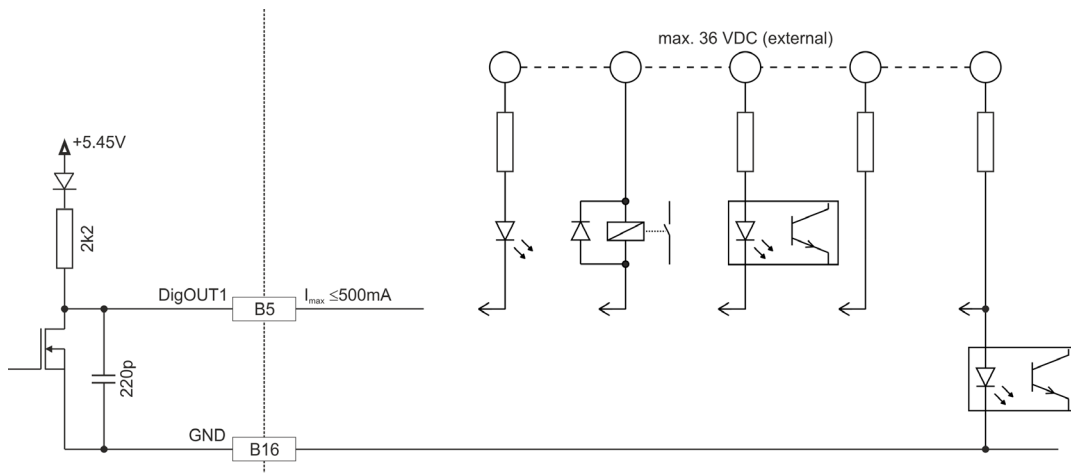 max. 36 VDC (external)
+5.45V
2k2
DigOUT1
B5
Imax ≤500mA
220p
GND
B16